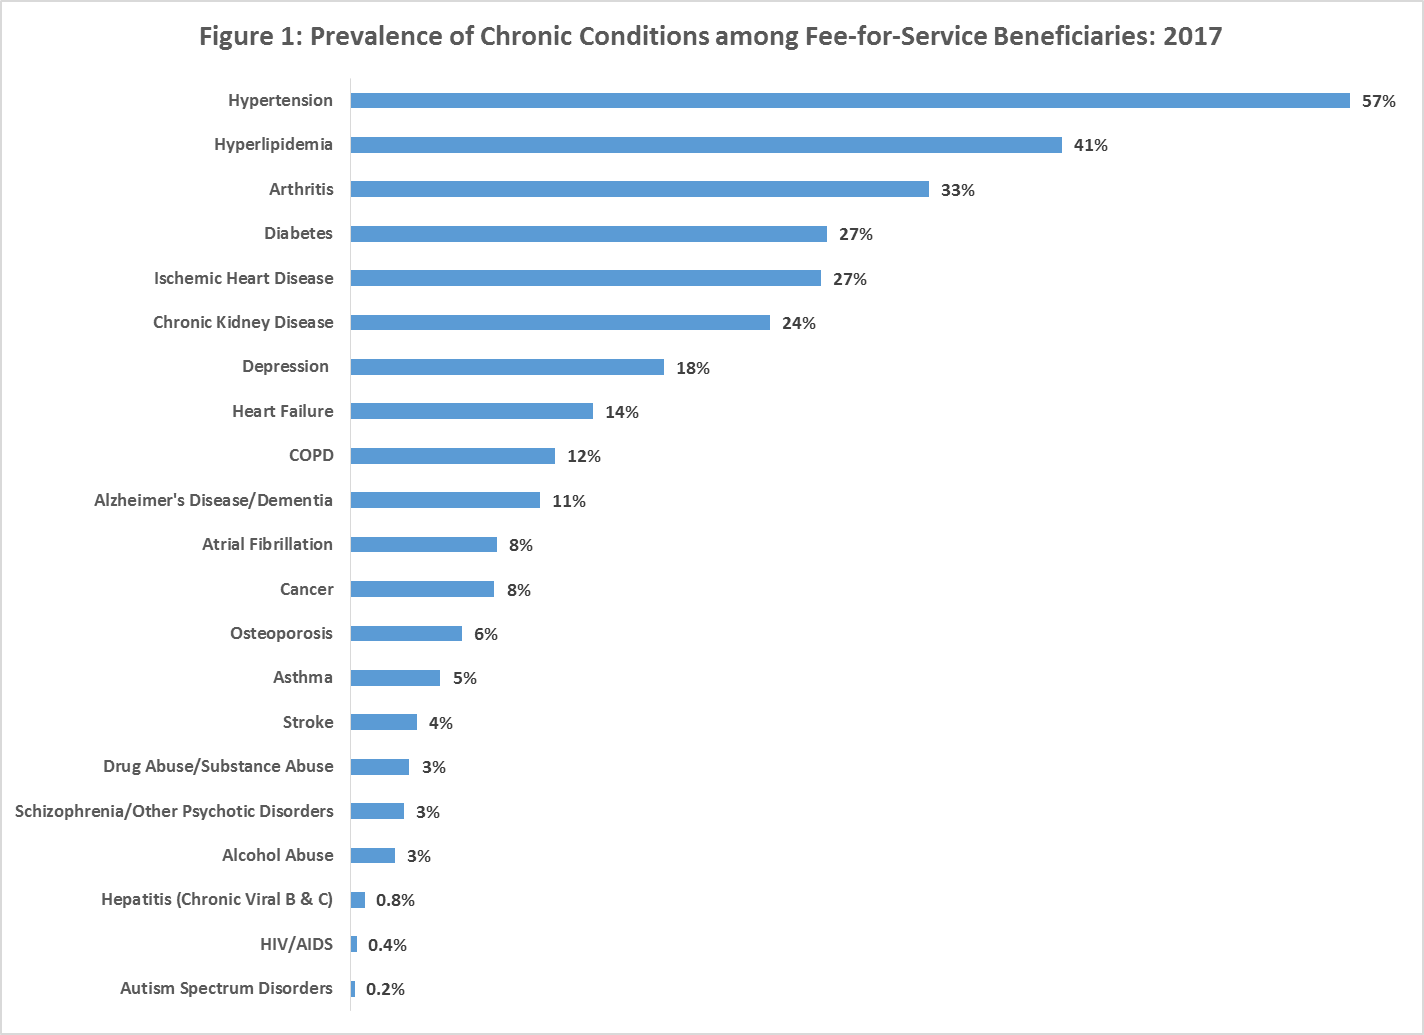 Figure 1: Prevalence of Chronic Conditions among Fee-for-Service Beneficiaries: 2017
Hypertension 57%
Hyperlipidemia 41%
Arthritis 33%
Diabetes 27%
Ischemic Heart Disease 27%
Chronic Kidney Disease 24%
Depression 18%
Heart Failure 14%
COPD 12%
Alzheimer's Disease/Dementia 11%
Atrial Fibrillation 8%
Cancer 8%
Osteoporosis 6%
Asthma 5%
Stroke 4%
Drug Abuse/Substance Abuse 3%
Schizophrenia/Other Psychotic Disorders 3%
Alcohol Abuse 3%
Hepatitis (Chronic Viral B & C) 0.8%
HIV/AIDS 0.4%
Autism Spectrum Disorders 0.2%